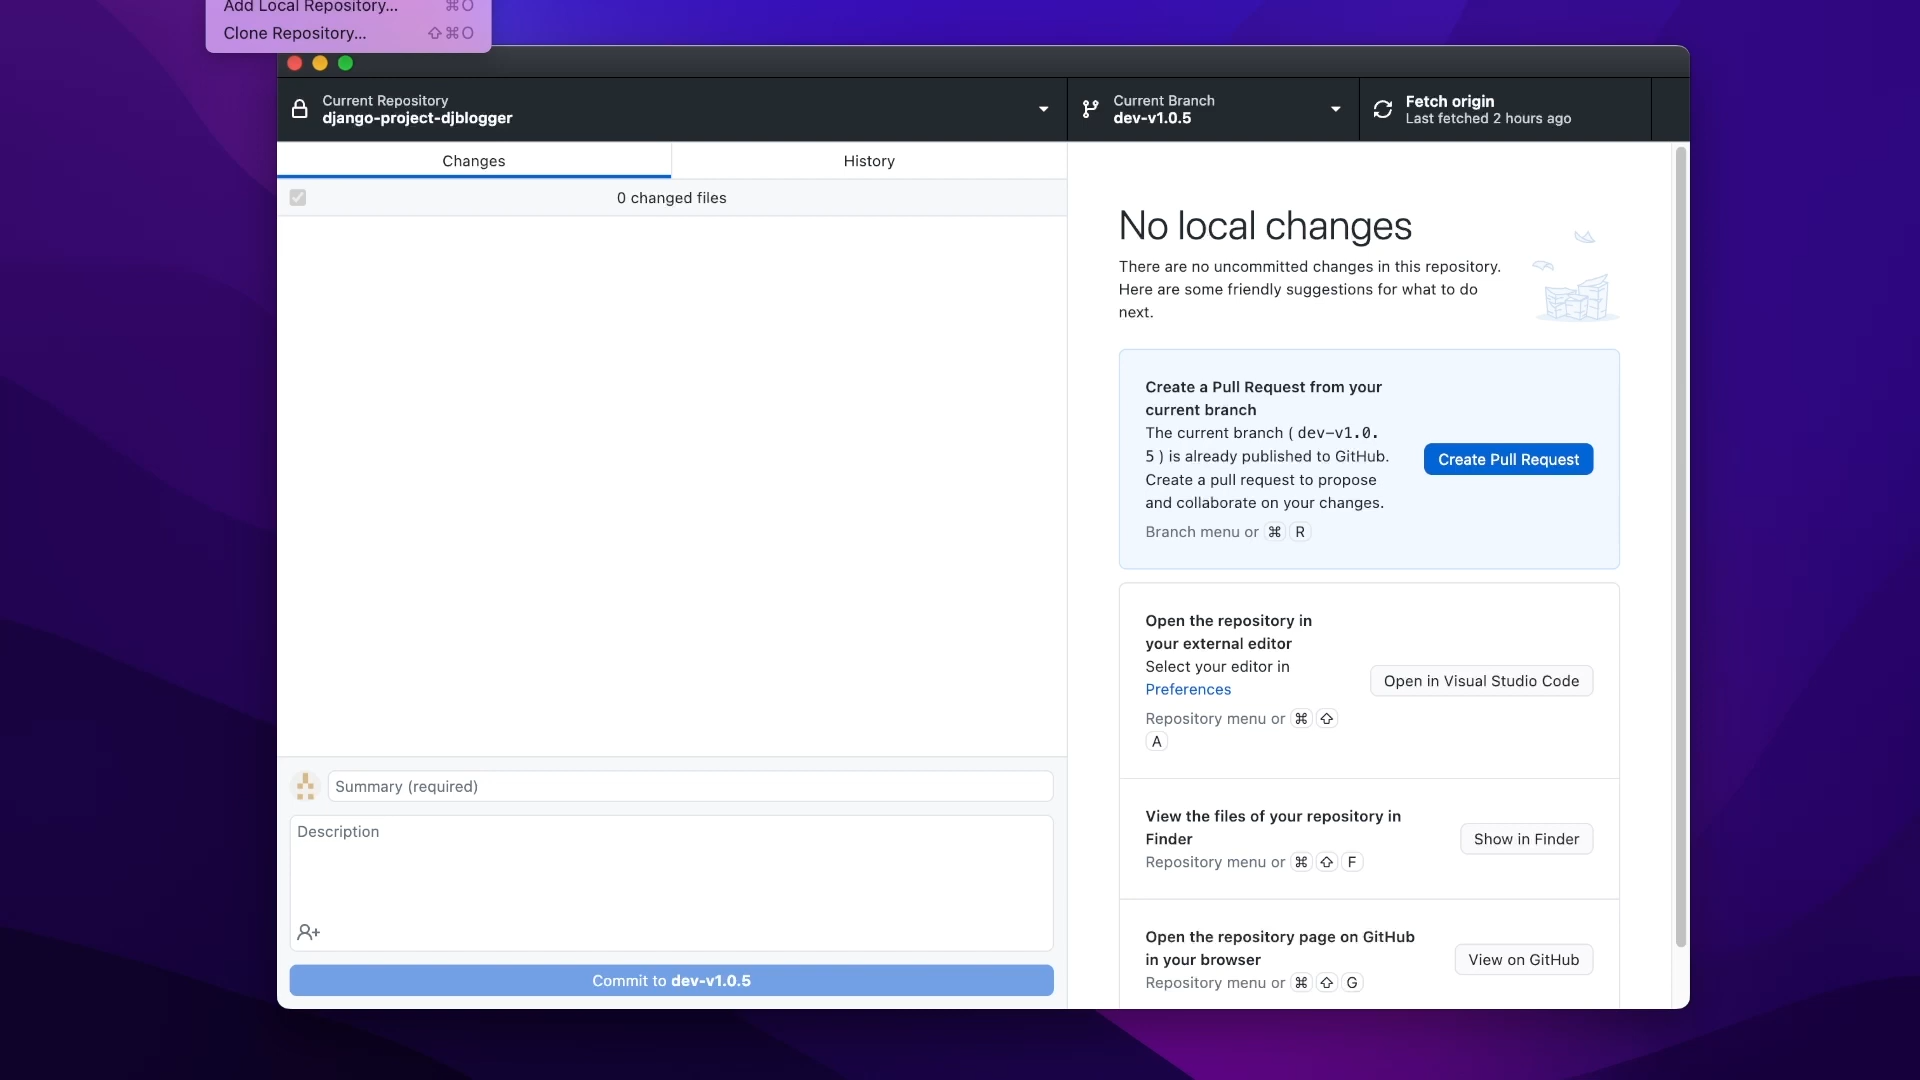 Add Local Repository... ⌘O
Clone Repository... ⇧⌘O
Current Repository
django-project-djblogger
Current Branch
dev-v1.0.5
Fetch origin
Last fetched 2 hours ago
Changes
History
0 changed files
No local changes
There are no uncommitted changes in this repository.
Here are some friendly suggestions for what to do
next.
Create a Pull Request from your
current branch
The current branch ( dev-v1.0.
5 ) is already published to GitHub.
Create a pull request to propose
and collaborate on your changes.
Branch menu or ⌘ R
Create Pull Request
Open the repository in
your external editor
Select your editor in
Preferences
Repository menu or ⌘ ⇧
A
Open in Visual Studio Code
View the files of your repository in
Finder
Repository menu or ⌘ ⇧ F
Show in Finder
Open the repository page on GitHub
in your browser
Repository menu or ⌘ ⇧ G
View on GitHub
Summary (required)
Description
Commit to dev-v1.0.5